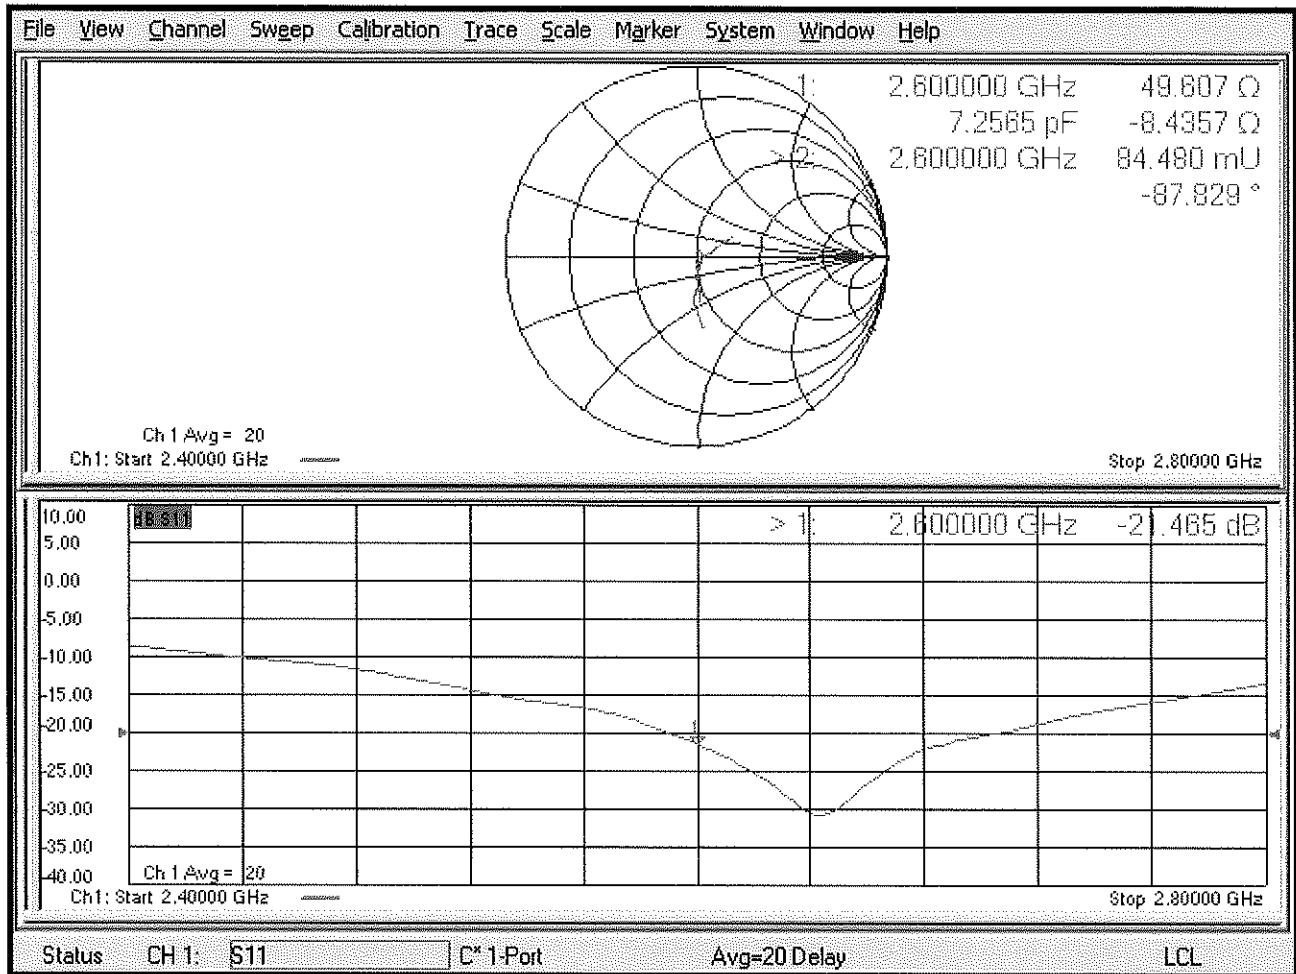 File View Channel Sweep Calibration Trace Scale Marker System Window Help
1: 2.600000 GHz 49.607 Ω
7.2565 pF -8.4357 Ω
> 2: 2.600000 GHz 84.480 mU
-87.829 °
Ch 1 Avg = 20
Ch1: Start 2.40000 GHz
Stop 2.80000 GHz
10.00
dB S11
> 1: 2.600000 GHz -21.465 dB
5.00
0.00
-5.00
-10.00
-15.00
-20.00
-25.00
-30.00
-35.00
-40.00
Ch 1 Avg = 20
Ch1: Start 2.40000 GHz
Stop 2.80000 GHz
Status CH 1: S11 C* 1-Port Avg=20 Delay LCL